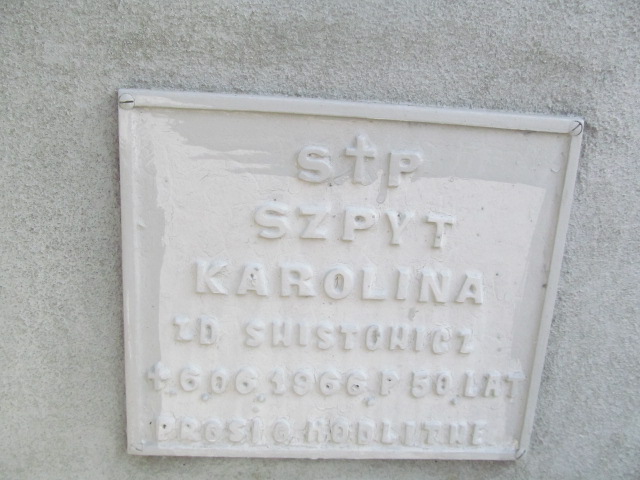 S✝P
SZPYT
KAROLINA
ZD SWISTOWICZ
✝ 6 06 1966 P 50 LAT
PROSI O MODLITWE